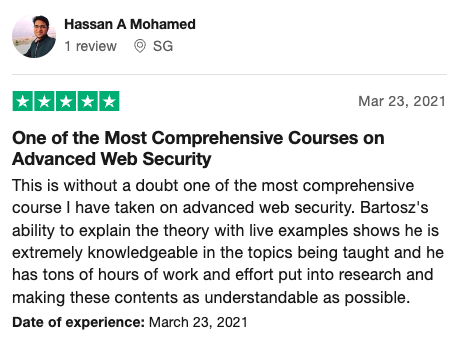 Hassan A Mohamed
1 review SG
Mar 23, 2021
One of the Most Comprehensive Courses on
Advanced Web Security
This is without a doubt one of the most comprehensive
course I have taken on advanced web security. Bartosz's
ability to explain the theory with live examples shows he is
extremely knowledgeable in the topics being taught and he
has tons of hours of work and effort put into research and
making these contents as understandable as possible.
Date of experience: March 23, 2021